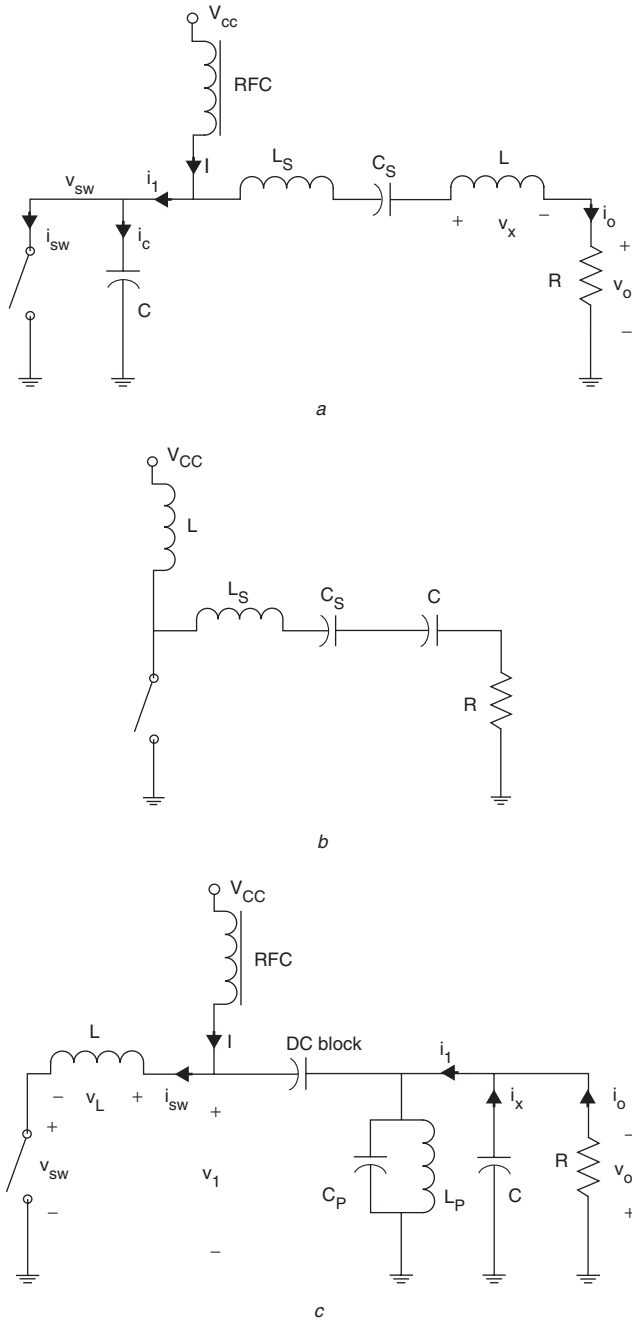 V_cc
RFC
I
L_S
C_S
L
v_sw
i_1
i_sw
i_c
C
+ v_x −
i_o
R
+
v_o
−
a
V_CC
L
L_S
C_S
C
R
b
V_CC
RFC
I
DC block
L
− v_L +
i_sw
i_1
i_x
i_o
+
v_sw
−
+
v_1
−
C_P
L_P
C
R
−
v_o
+
c